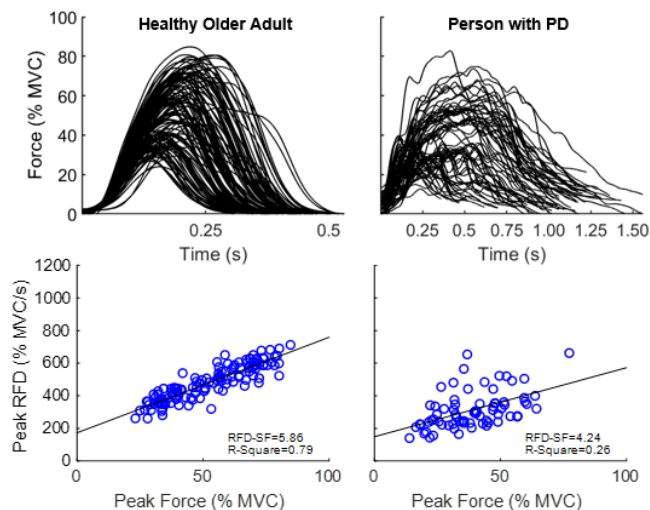 Healthy Older Adult
Person with PD
Force (% MVC)
100
80
60
40
20
0
0.25
0.5
Time (s)
0.25 0.5 0.75 1.00 1.25 1.50
Time (s)
Peak RFD (% MVC/s)
1200
1000
800
600
400
200
0
RFD-SF=5.86
R-Square=0.79
0
50
100
Peak Force (% MVC)
RFD-SF=4.24
R-Square=0.26
0
50
100
Peak Force (% MVC)